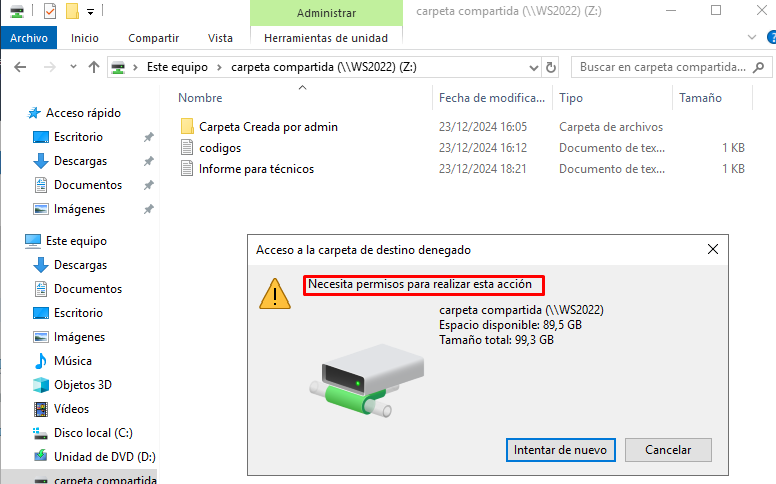 Administrar
carpeta compartida (\\WS2022) (Z:)
Archivo Inicio Compartir Vista Herramientas de unidad
Este equipo > carpeta compartida (\\WS2022) (Z:)
Buscar en carpeta compartida...
Nombre Fecha de modifica... Tipo Tamaño
Carpeta Creada por admin 23/12/2024 16:05 Carpeta de archivos
codigos 23/12/2024 16:12 Documento de tex... 1 KB
Informe para técnicos 23/12/2024 18:21 Documento de tex... 1 KB
Acceso rápido
Escritorio
Descargas
Documentos
Imágenes
Este equipo
Descargas
Documentos
Escritorio
Imágenes
Música
Objetos 3D
Vídeos
Disco local (C:)
Unidad de DVD (D:)
carpeta compartida
Acceso a la carpeta de destino denegado
Necesita permisos para realizar esta acción
carpeta compartida (\\WS2022)
Espacio disponible: 89,5 GB
Tamaño total: 99,3 GB
Intentar de nuevo Cancelar